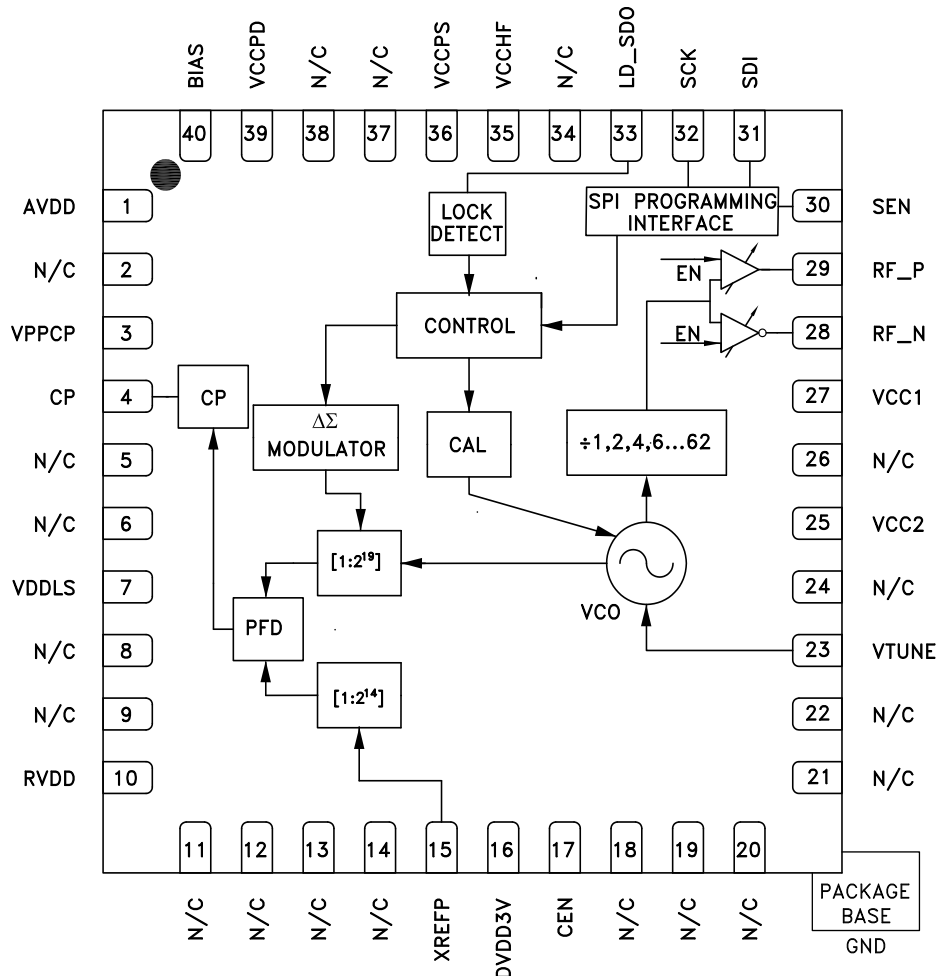 BIAS
VCCPD
N/C
N/C
VCCPS
VCCHF
N/C
LD_SDO
SCK
SDI
40
39
38
37
36
35
34
33
32
31
AVDD
1
N/C
2
VPPCP
3
CP
4
N/C
5
N/C
6
VDDLS
7
N/C
8
N/C
9
RVDD
10
LOCK
DETECT
SPI PROGRAMMING
INTERFACE
CONTROL
EN
EN
CP
ΔΣ
MODULATOR
CAL
÷1,2,4,6...62
[1:2¹⁹]
VCO
PFD
[1:2¹⁴]
30
SEN
29
RF_P
28
RF_N
27
VCC1
26
N/C
25
VCC2
24
N/C
23
VTUNE
22
N/C
21
N/C
11
12
13
14
15
16
17
18
19
20
N/C
N/C
N/C
N/C
XREFP
DVDD3V
CEN
N/C
N/C
N/C
PACKAGE
BASE
GND